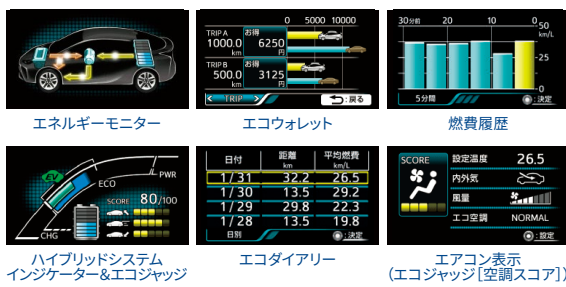 0 5000 10000
TRIP A お得
1000.0 km 6250 円
TRIP B お得
500.0 km 3125 円
TRIP
:戻る
30分前 20 10 0
50
km/L
25
0
5分間 :決定
エネルギーモニター
エコウォレット
燃費履歴
EV
ECO
PWR
CHG
SCORE 80/100
日付 距離 km 平均燃費 km/L
1/31 32.2 26.5
1/30 13.5 29.2
1/29 29.8 22.3
1/28 13.5 19.8
日別 :決定
SCORE
設定温度 26.5
内外気
風量
エコ空調 NORMAL
:設定
ハイブリッドシステム
インジケーター&エコジャッジ
エコダイアリー
エアコン表示
(エコジャッジ[空調スコア])